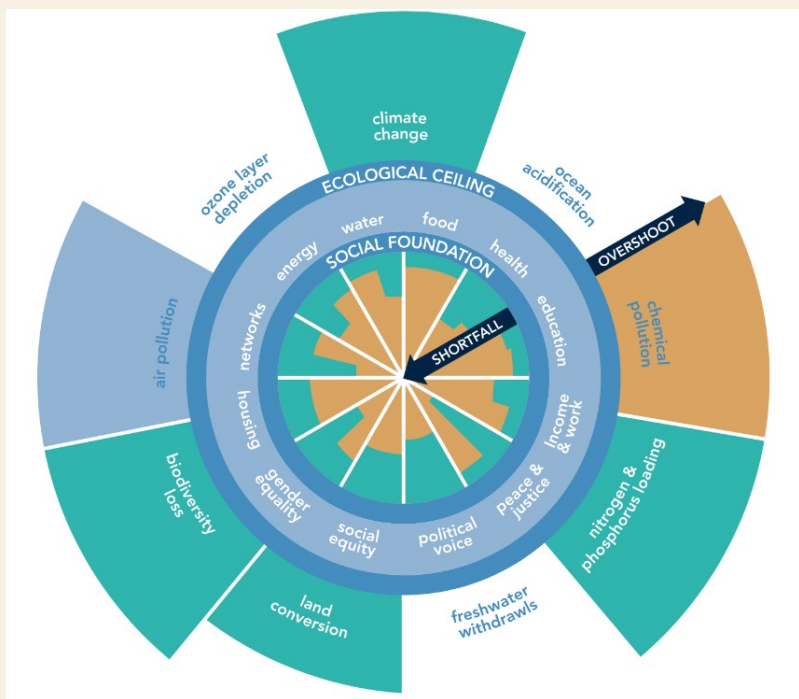 climate
change
ozone layer
depletion
ocean
acidification
ECOLOGICAL CEILING
OVERSHOOT
water
food
energy
health
SOCIAL FOUNDATION
networks
education
SHORTFALL
air pollution
chemical
pollution
housing
Income
& work
biodiversity
loss
gender
equality
social
equity
political
voice
peace &
justice
nitrogen &
phosphorus loading
land
conversion
freshwater
withdrawls